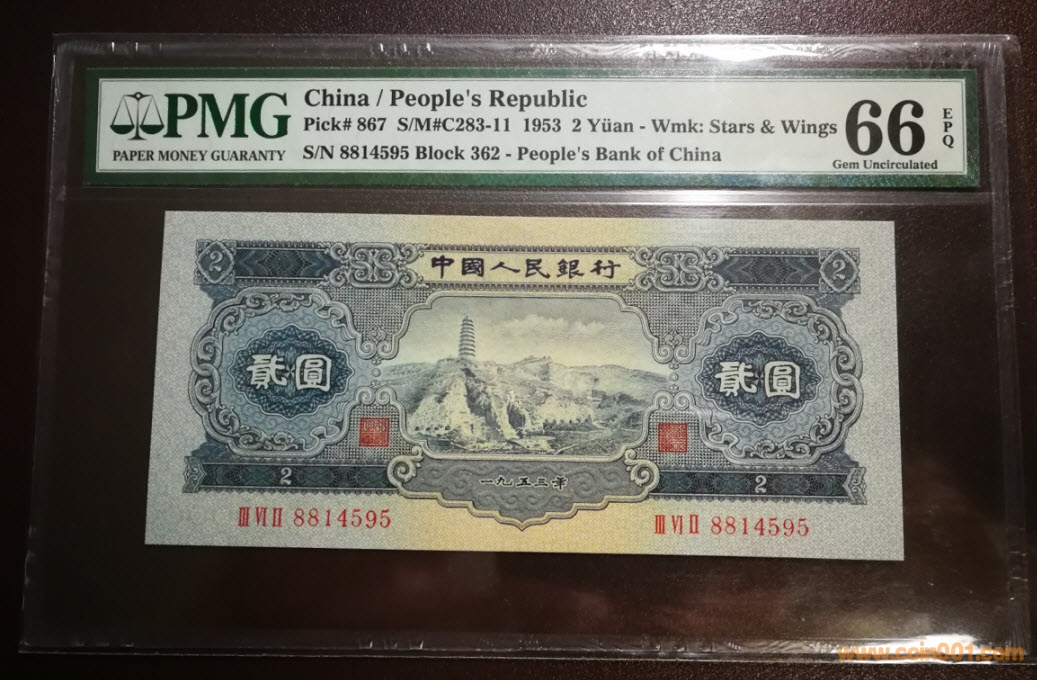 PMG
PAPER MONEY GUARANTY
China / People's Republic
Pick# 867 S/M#C283-11 1953 2 Yüan - Wmk: Stars & Wings
S/N 8814595 Block 362 - People's Bank of China
66
EPQ
Gem Uncirculated
2
中國人民銀行
2
貳圓
貳圓
2
一九五三年
2
III VI II 8814595
III VI II 8814595
www.coin001.com